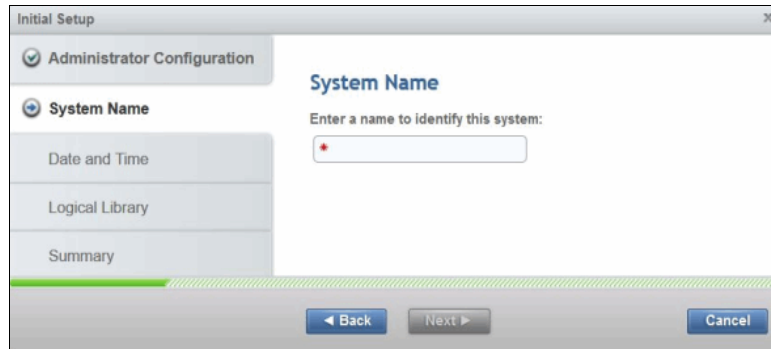 Initial Setup
x
Administrator Configuration
System Name
Date and Time
Logical Library
Summary
System Name
Enter a name to identify this system:
*
◄ Back
Next ►
Cancel